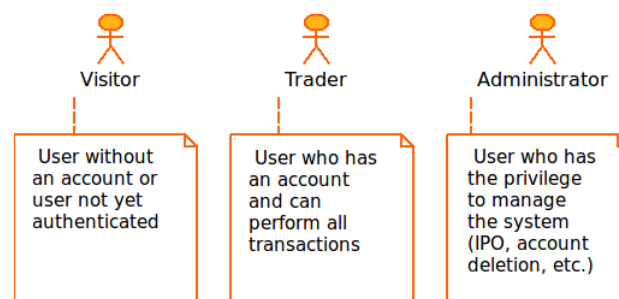 Visitor
Trader
Administrator
User without
an account or
user not yet
authenticated
User who has
an account
and can
perform all
transactions
User who has
the privilege
to manage
the system
(IPO, account
deletion, etc.)